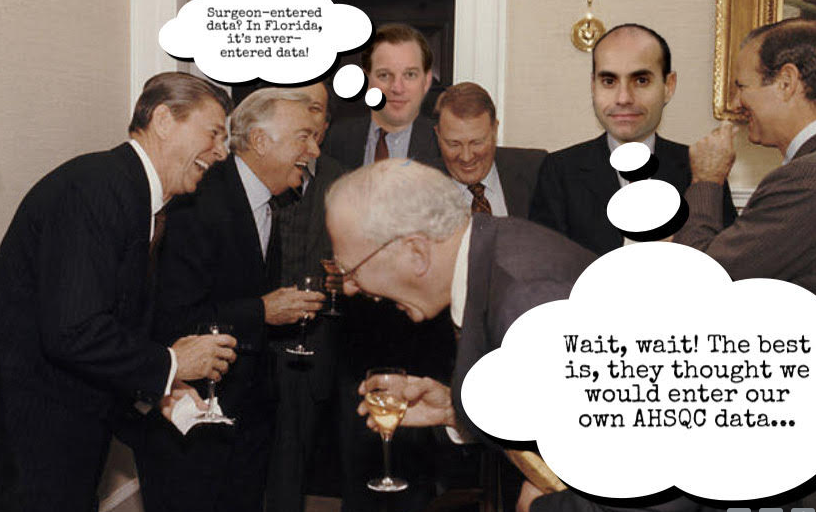 Surgeon-entered
data? In Florida,
it's never-
entered data!
Wait, wait! The best
is, they thought we
would enter our
own AHSQC data...